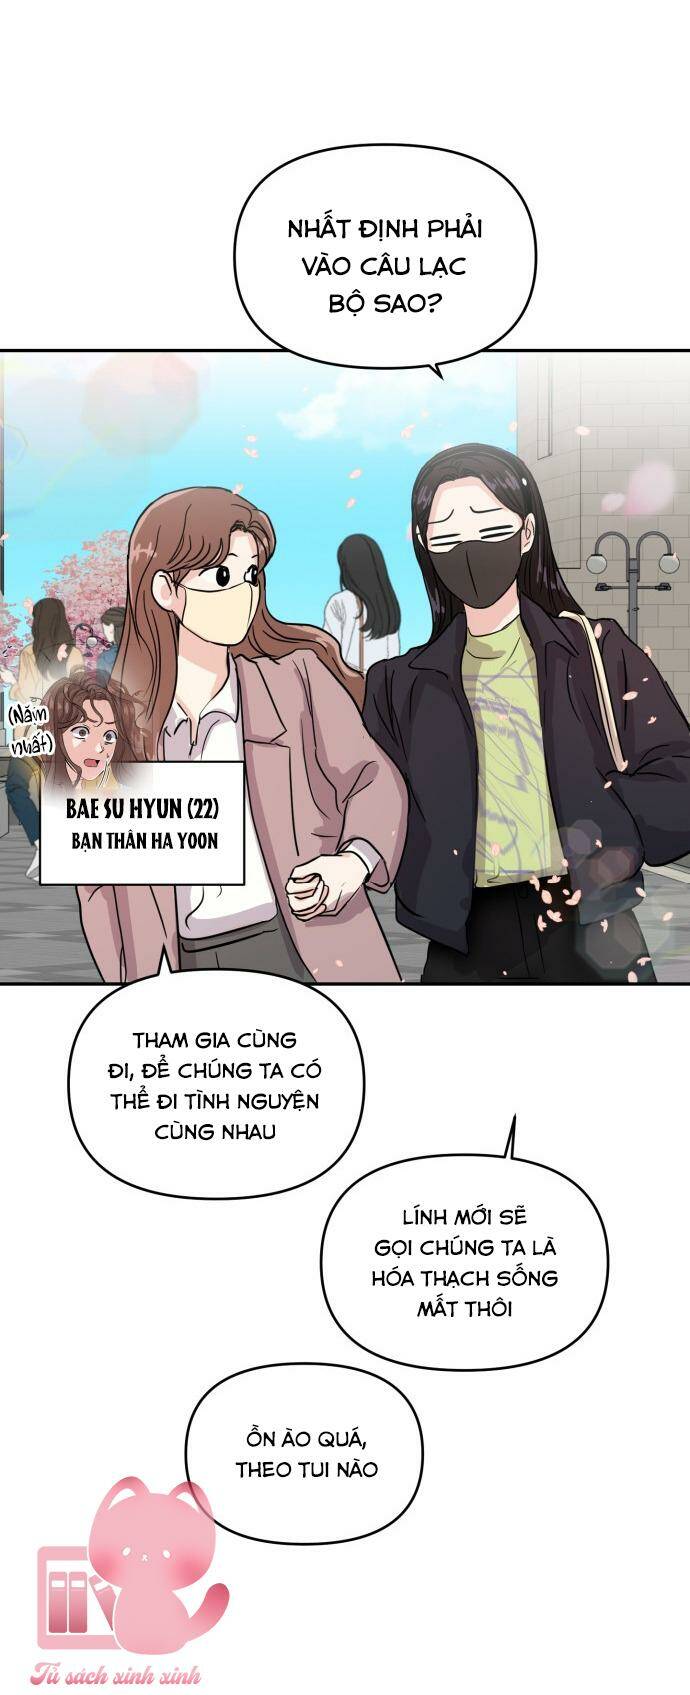 NHẤT ĐỊNH PHẢI
VÀO CÂU LẠC
BỘ SAO?
(Năm
nhất)
BAE SU HYUN (22)
BẠN THÂN HA YOON
THAM GIA CÙNG
ĐI, ĐỂ CHÚNG TA CÓ
THỂ ĐI TÌNH NGUYỆN
CÙNG NHAU
LÍNH MỚI SẼ
GỌI CHÚNG TA LÀ
HÓA THẠCH SỐNG
MẤT THÔI
ỒN ÀO QUÁ,
THEO TUI NÀO
Tủ sách xinh xinh